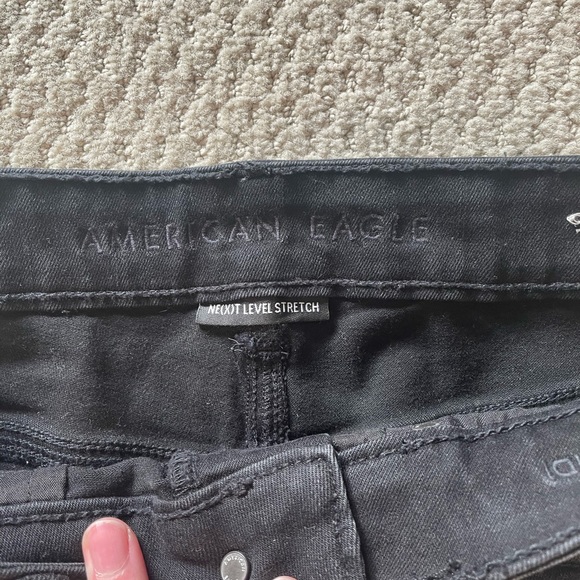 AMERICAN EAGLE
NE(X)T LEVEL STRETCH